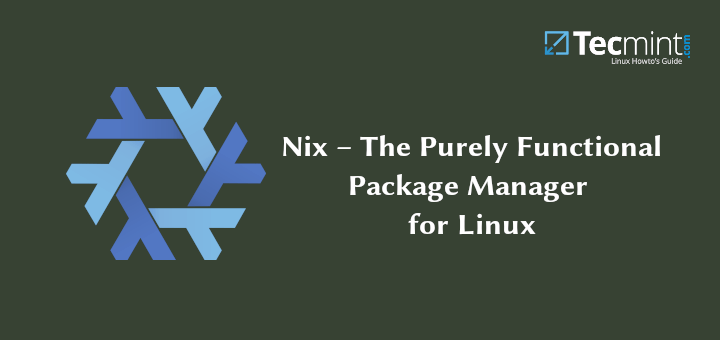 Tecmint.com
Linux Howto's Guide
Nix – The Purely Functional
Package Manager
for Linux